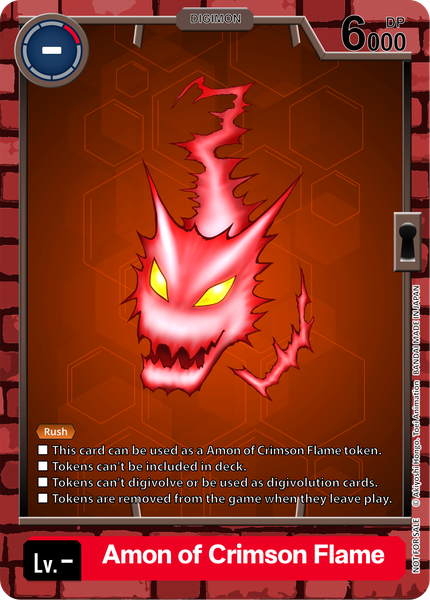 DIGIMON
-
DP
6000
Rush
■ This card can be used as a Amon of Crimson Flame token.
■ Tokens can't be included in deck.
■ Tokens can't digivolve or be used as digivolution cards.
■ Tokens are removed from the game when they leave play.
NOT FOR SALE © Akiyoshi Hongo, Toei Animation BANDAI MADE IN JAPAN
Lv.-
Amon of Crimson Flame